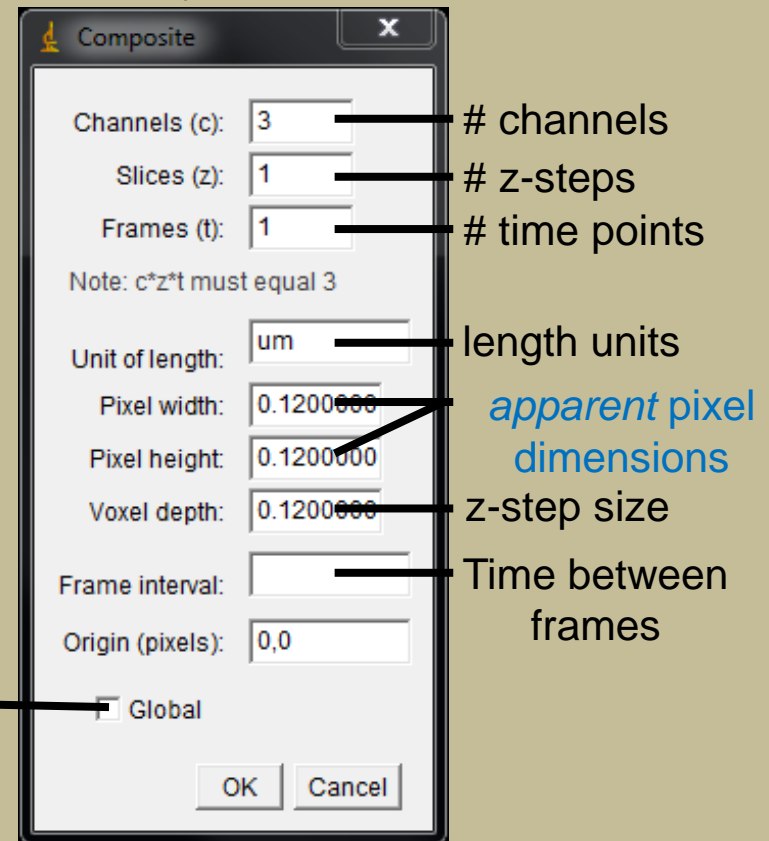 Composite
x
Channels (c): 3 # channels
Slices (z): 1 # z-steps
Frames (t): 1 # time points
Note: c*z*t must equal 3
Unit of length: um length units
Pixel width: 0.1200000 apparent pixel
Pixel height: 0.1200000 dimensions
Voxel depth: 0.1200000 z-step size
Frame interval: Time between
frames
Origin (pixels): 0,0
Global
OK Cancel